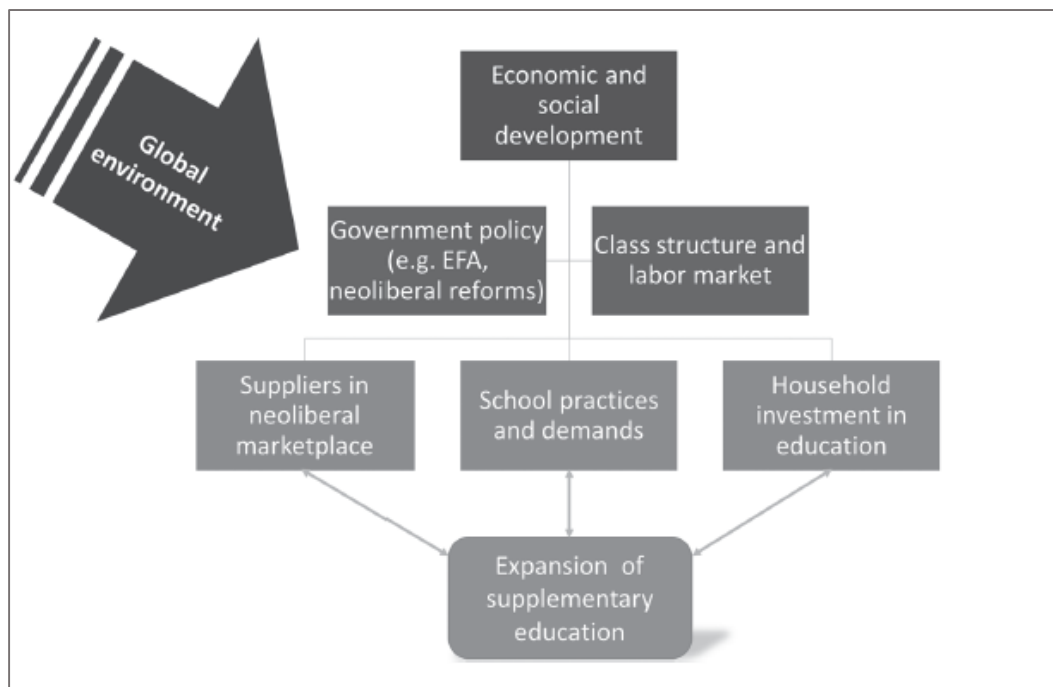 Economic and
social
development
Global
environment
Government policy
(e.g. EFA,
neoliberal reforms)
Class structure and
labor market
Suppliers in
neoliberal
marketplace
School practices
and demands
Household
investment in
education
Expansion of
supplementary
education